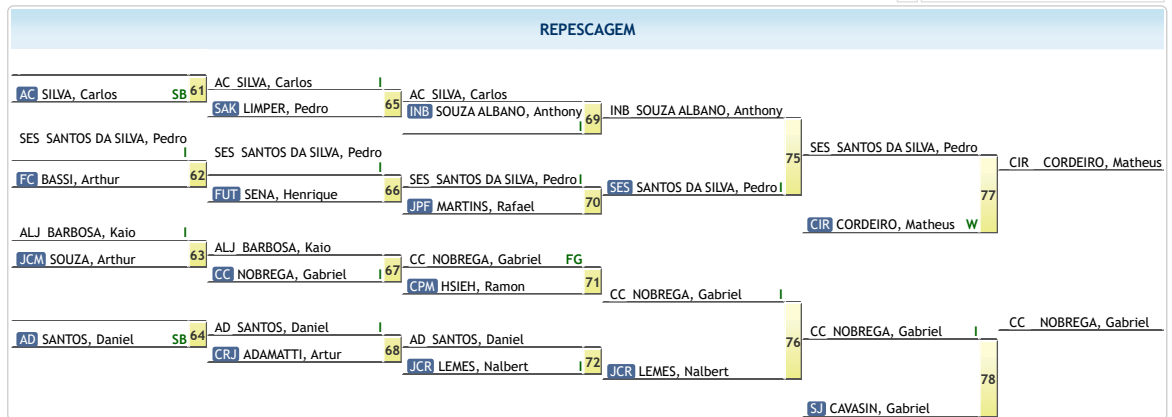 REPESCAGEM
AC SILVA, Carlos SB 61
AC SILVA, Carlos I
SAK LIMPER, Pedro 65
AC SILVA, Carlos
INB SOUZA ALBANO, Anthony I 69
INB SOUZA ALBANO, Anthony
SES SANTOS DA SILVA, Pedro I
FC BASSI, Arthur 62
SES SANTOS DA SILVA, Pedro I
FUT SENA, Henrique 66
SES SANTOS DA SILVA, Pedro I
JPF MARTINS, Rafael 70
SES SANTOS DA SILVA, Pedro I
75
SES SANTOS DA SILVA, Pedro
CIR CORDEIRO, Matheus W 77
CIR CORDEIRO, Matheus
ALJ BARBOSA, Kaio I
JCM SOUZA, Arthur 63
ALJ BARBOSA, Kaio
CC NOBREGA, Gabriel I 67
CC NOBREGA, Gabriel FG
CPM HSIEH, Ramon 71
CC NOBREGA, Gabriel I
AD SANTOS, Daniel SB 64
AD SANTOS, Daniel I
CRJ ADAMATTI, Artur 68
AD SANTOS, Daniel
JCR LEMES, Nalbert I 72
JCR LEMES, Nalbert
76
CC NOBREGA, Gabriel I
SJ CAVASIN, Gabriel
78
CC NOBREGA, Gabriel